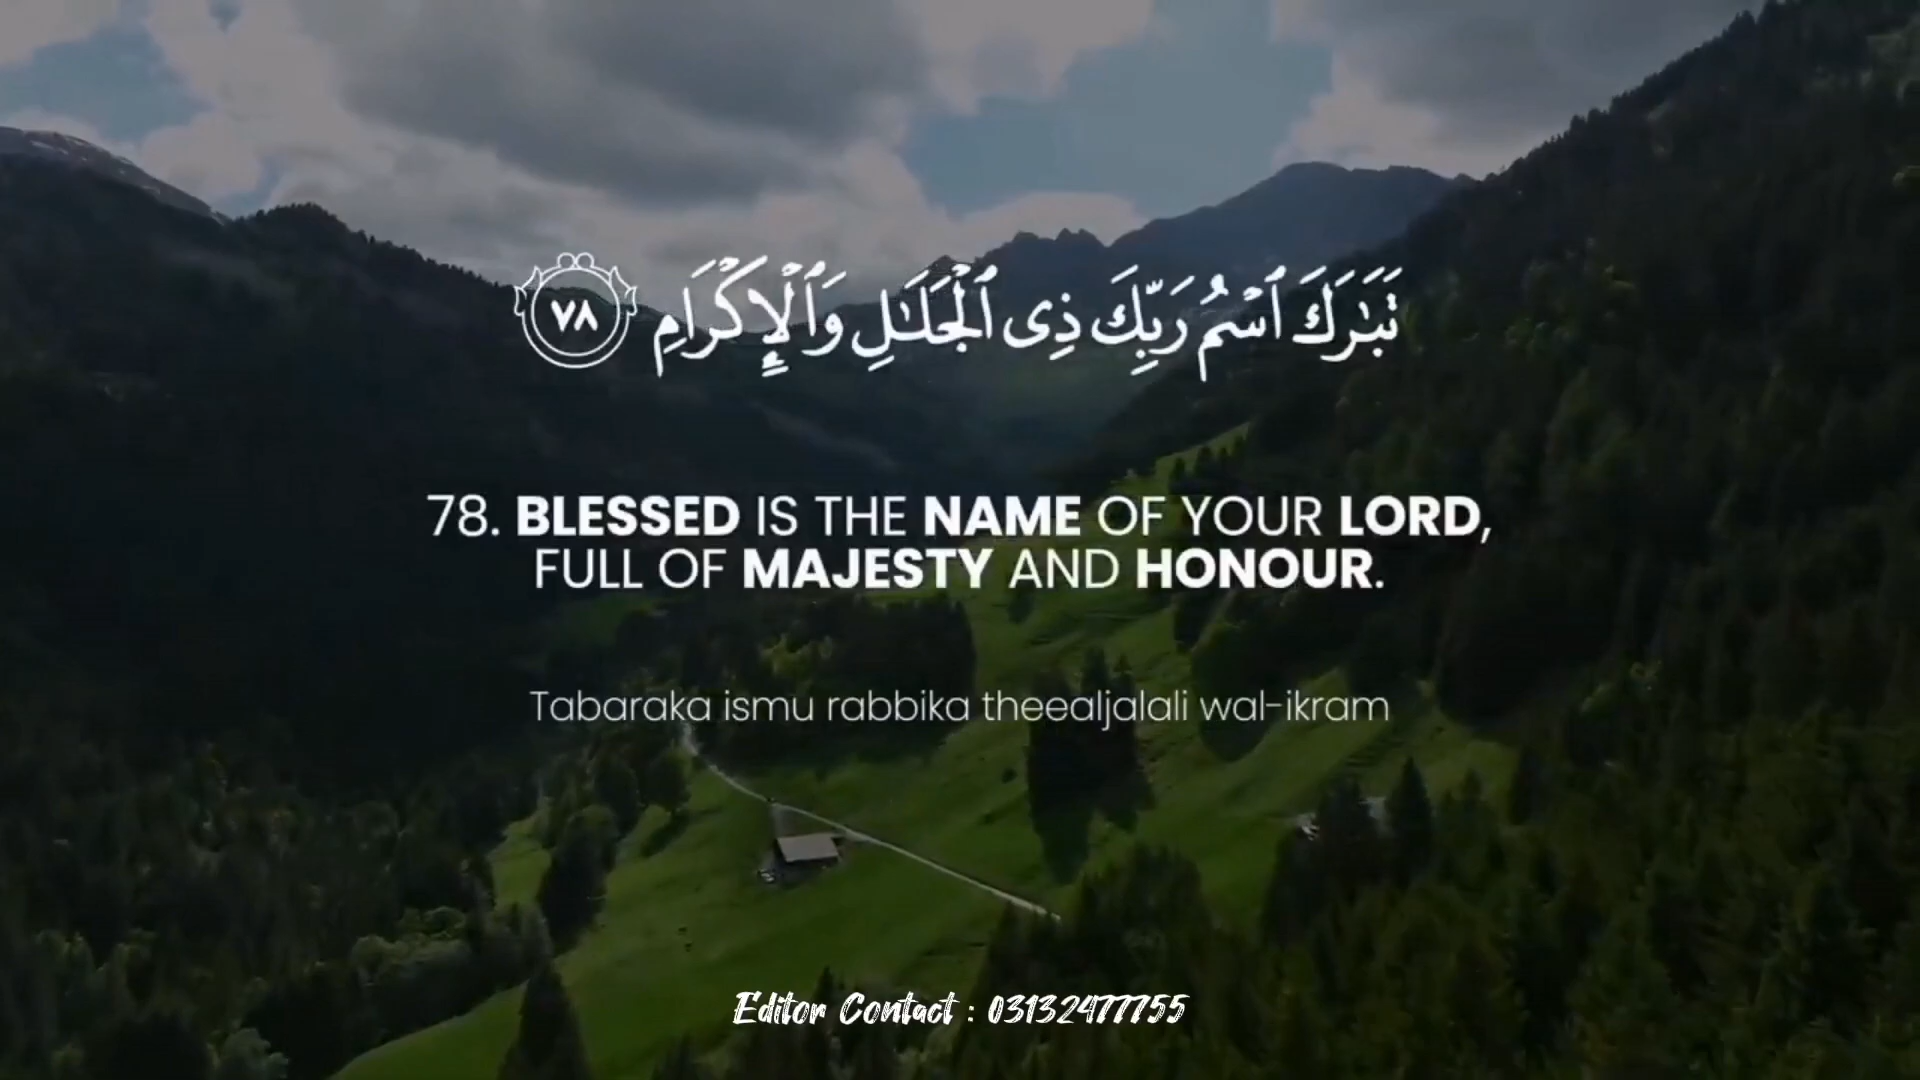 تَبَٰرَكَ ٱسْمُ رَبِّكَ ذِى ٱلْجَلَٰلِ وَٱلْإِكْرَامِ ٧٨
78. BLESSED IS THE NAME OF YOUR LORD,
FULL OF MAJESTY AND HONOUR.
Tabaraka ismu rabbika theealjalali wal-ikram
Editor Contact : 03132477755